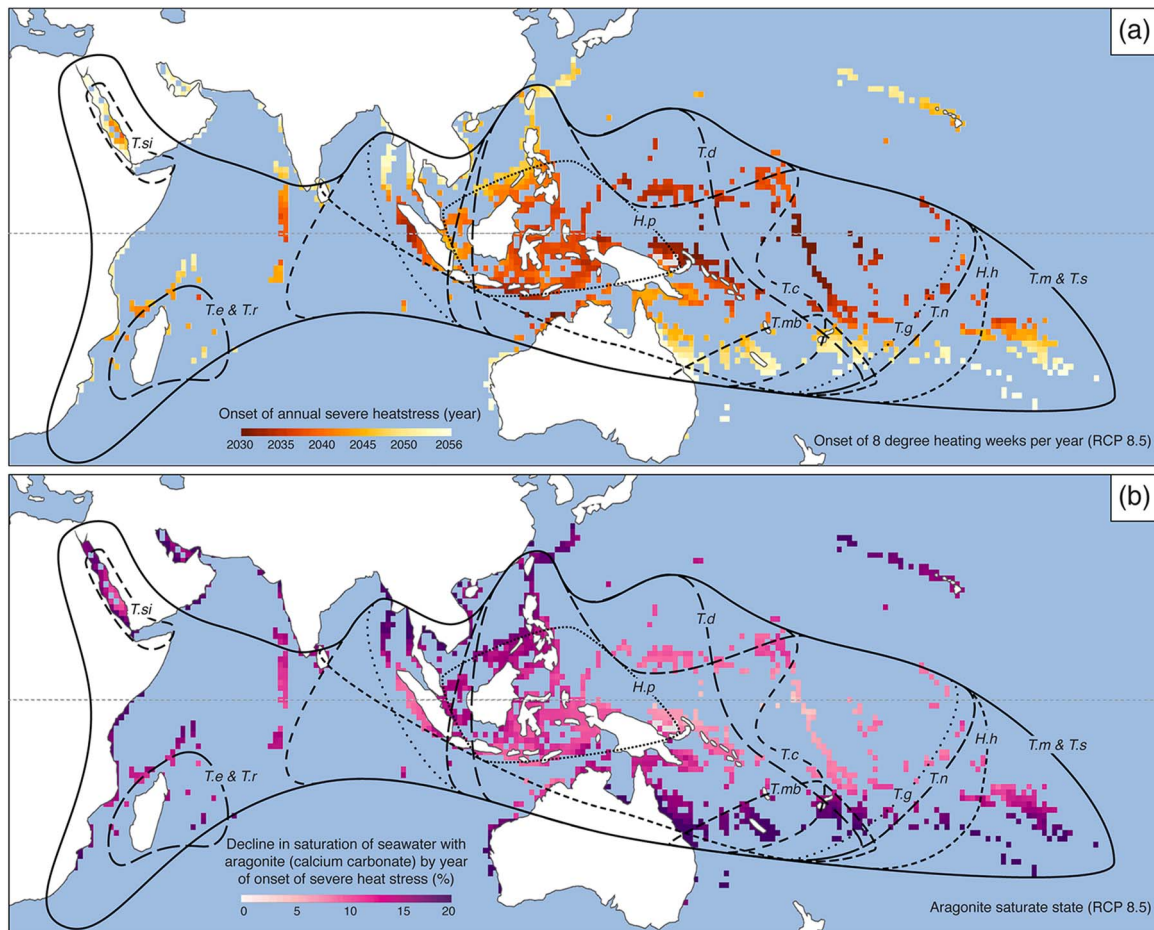 (a)
T.si
T.d
H.p
H.h
T.m & T.s
T.c
T.n
T.e & T.r
T.mb
T.g
Onset of annual severe heatstress (year)
2030 2035 2040 2045 2050 2056
Onset of 8 degree heating weeks per year (RCP 8.5)
(b)
T.si
T.d
H.p
H.h
T.m & T.s
T.c
T.n
T.e & T.r
T.mb
T.g
Decline in saturation of seawater with
aragonite (calcium carbonate) by year
of onset of severe heat stress (%)
0 5 10 15 20
Aragonite saturate state (RCP 8.5)